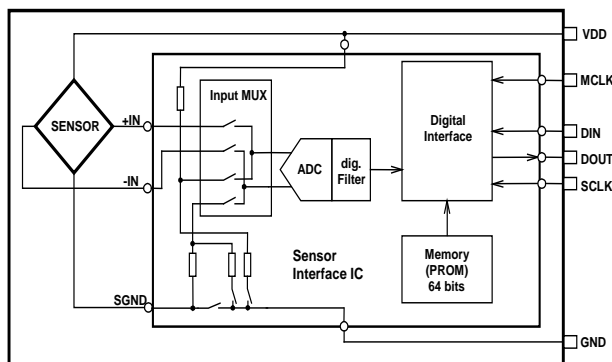 VDD
MCLK
Input MUX
+IN
SENSOR
Digital
Interface
DIN
DOUT
ADC
dig.
Filter
-IN
SCLK
Sensor
Interface IC
Memory
(PROM)
64 bits
SGND
GND